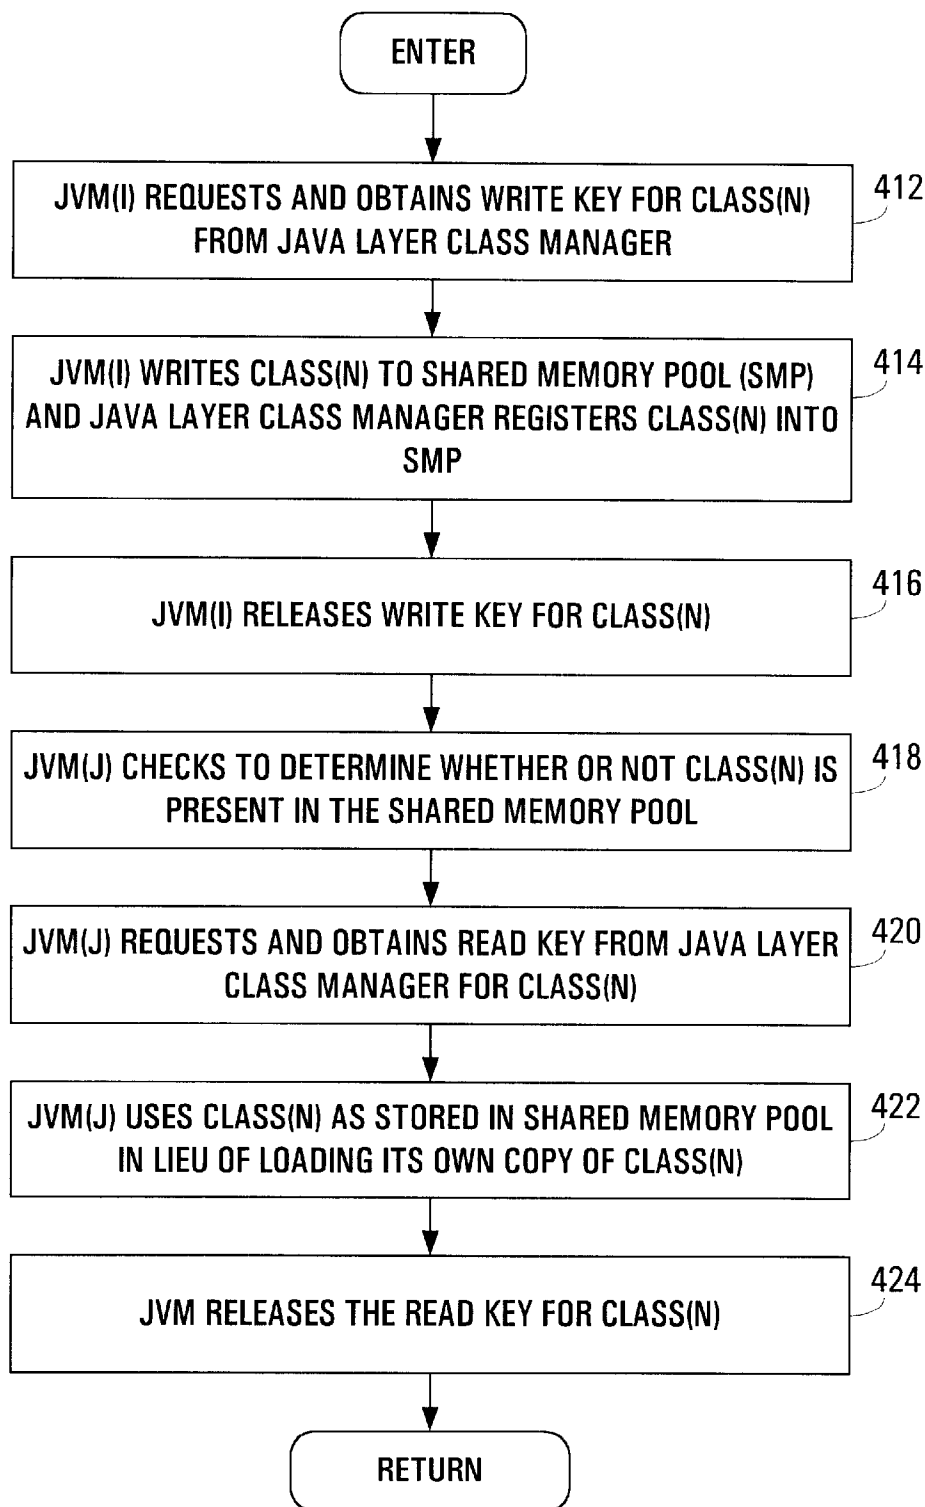 ENTER
JVM(I) REQUESTS AND OBTAINS WRITE KEY FOR CLASS(N)
FROM JAVA LAYER CLASS MANAGER
412
JVM(I) WRITES CLASS(N) TO SHARED MEMORY POOL (SMP)
AND JAVA LAYER CLASS MANAGER REGISTERS CLASS(N) INTO
SMP
414
JVM(I) RELEASES WRITE KEY FOR CLASS(N)
416
JVM(J) CHECKS TO DETERMINE WHETHER OR NOT CLASS(N) IS
PRESENT IN THE SHARED MEMORY POOL
418
JVM(J) REQUESTS AND OBTAINS READ KEY FROM JAVA LAYER
CLASS MANAGER FOR CLASS(N)
420
JVM(J) USES CLASS(N) AS STORED IN SHARED MEMORY POOL
IN LIEU OF LOADING ITS OWN COPY OF CLASS(N)
422
JVM RELEASES THE READ KEY FOR CLASS(N)
424
RETURN